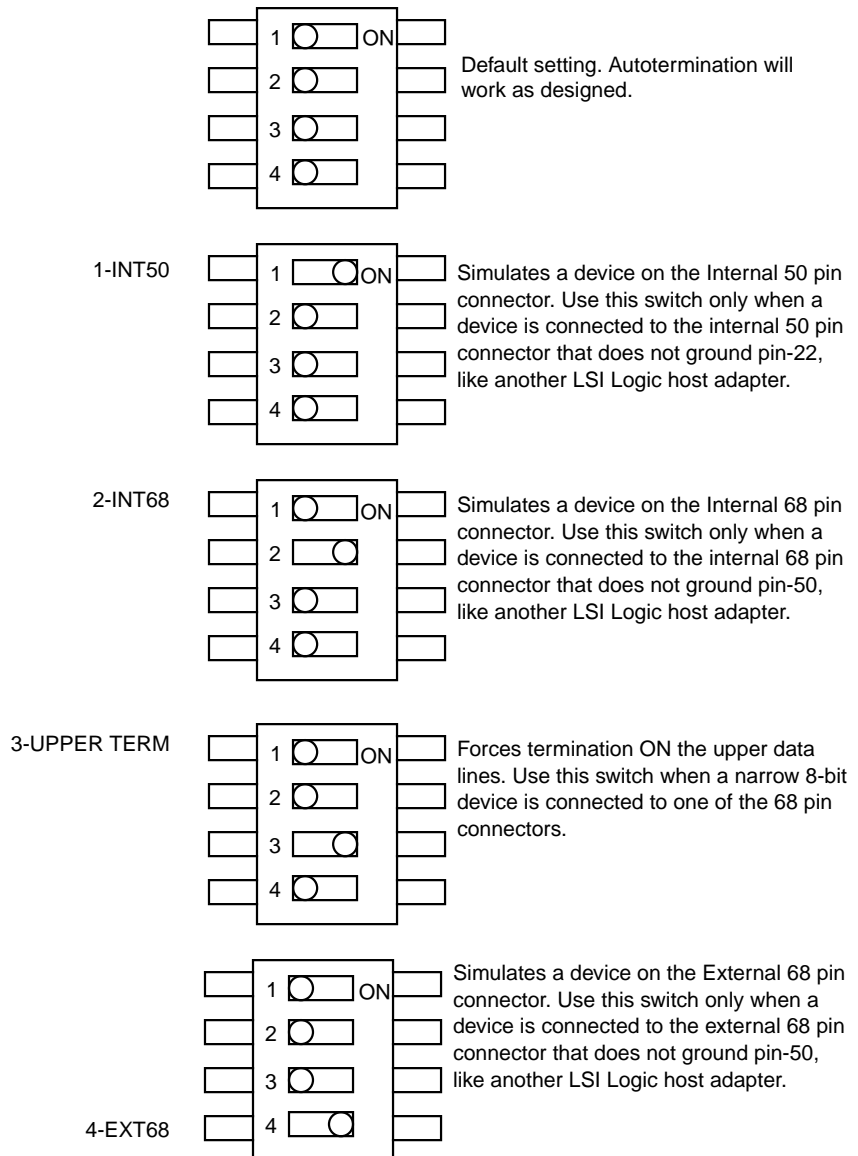 1 ON
2
3
4
Default setting. Autotermination will
work as designed.
1-INT50
1 ON
2
3
4
Simulates a device on the Internal 50 pin
connector. Use this switch only when a
device is connected to the internal 50 pin
connector that does not ground pin-22,
like another LSI Logic host adapter.
2-INT68
1 ON
2
3
4
Simulates a device on the Internal 68 pin
connector. Use this switch only when a
device is connected to the internal 68 pin
connector that does not ground pin-50,
like another LSI Logic host adapter.
3-UPPER TERM
1 ON
2
3
4
Forces termination ON the upper data
lines. Use this switch when a narrow 8-bit
device is connected to one of the 68 pin
connectors.
1 ON
2
3
4
4-EXT68
Simulates a device on the External 68 pin
connector. Use this switch only when a
device is connected to the external 68 pin
connector that does not ground pin-50,
like another LSI Logic host adapter.